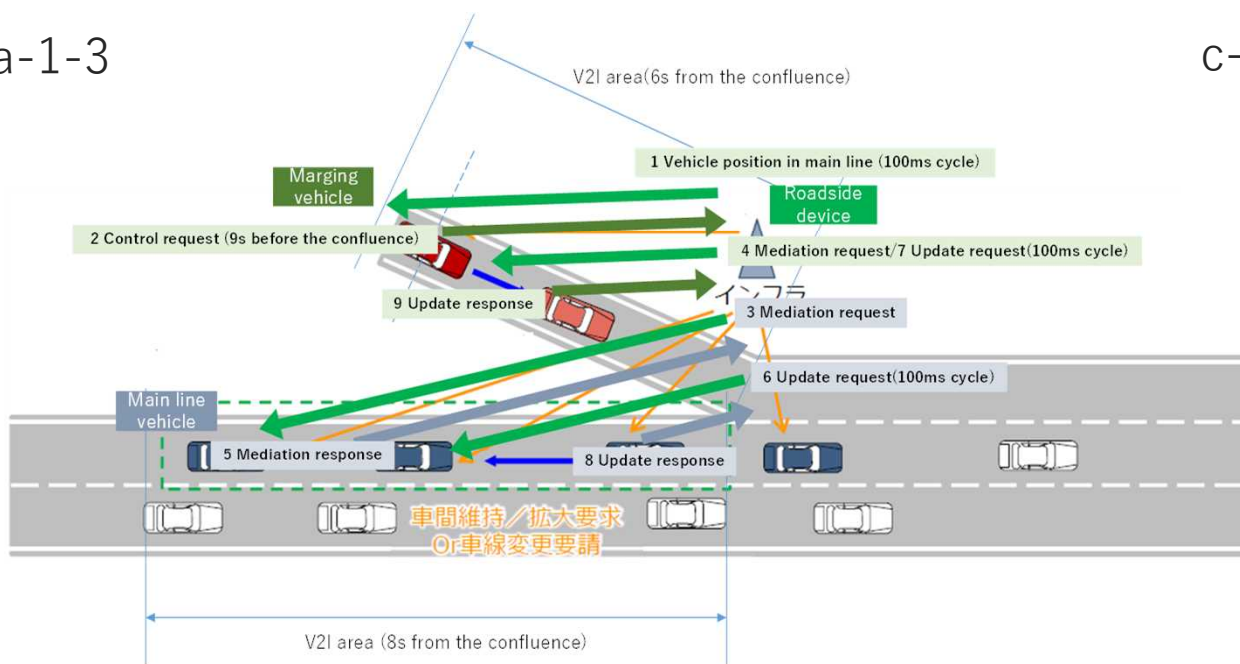 a-1-3
c-
V2I area(6s from the confluence)
1 Vehicle position in main line (100ms cycle)
Marging
vehicle
Roadside
device
2 Control request (9s before the confluence)
4 Mediation request/7 Update request(100ms cycle)
インフラ
9 Update response
3 Mediation request
6 Update request(100ms cycle)
Main line
vehicle
5 Mediation response
8 Update response
車間維持／拡大要求
Or車線変更要請
V2I area (8s from the confluence)